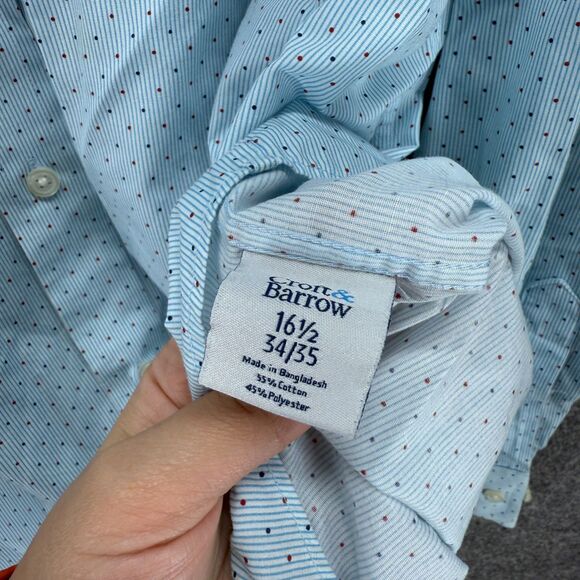 Croft &
Barrow
16½
34/35
Made in Bangladesh
55% Cotton
45% Polyester